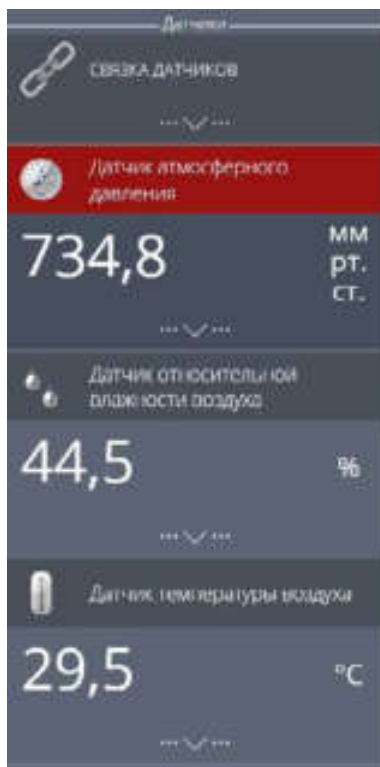 Датчики
СВЯЗКА ДАТЧИКОВ
Датчик атмосферного
давления
734,8
мм
рт.
ст.
Датчик относительной
влажности воздуха
44,5
%
Датчик температуры воздуха
29,5
°C